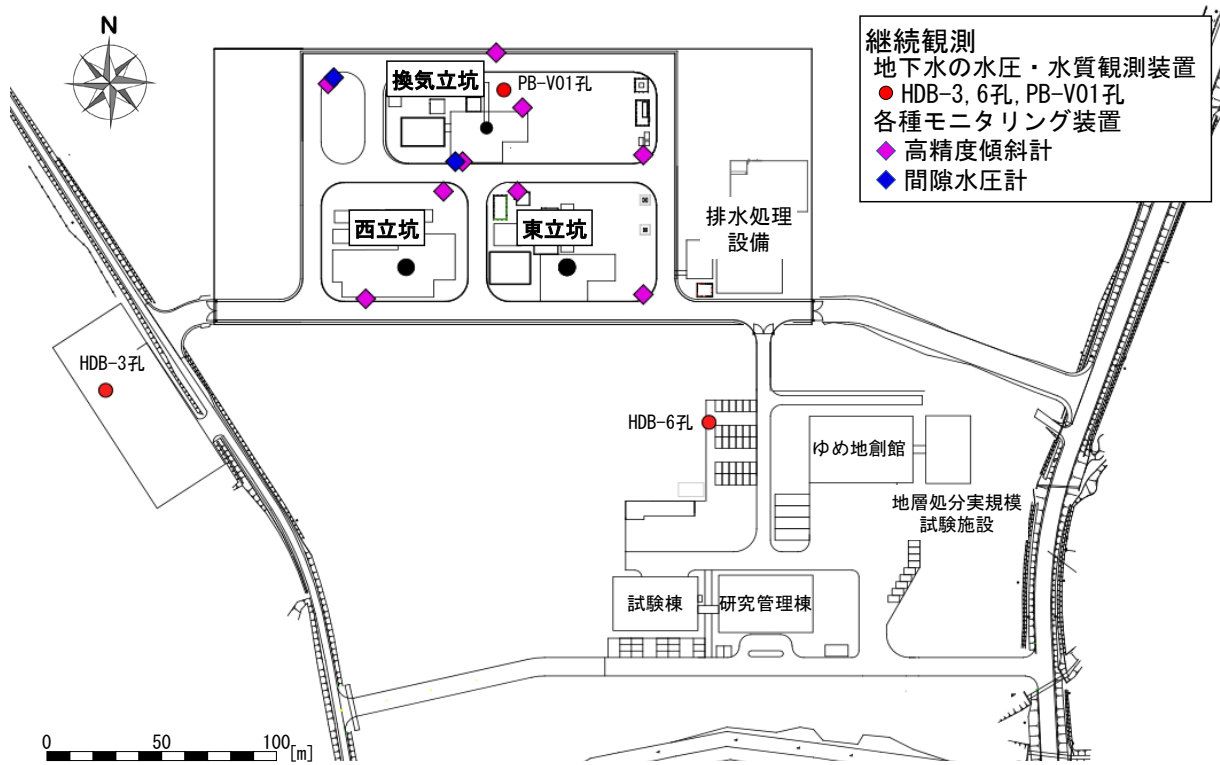 N
継続観測
地下水の水圧・水質観測装置
HDB-3, 6孔, PB-V01孔
各種モニタリング装置
高精度傾斜計
間隙水圧計
換気立坑
PB-V01孔
西立坑
東立坑
排水処理
設備
HDB-3孔
HDB-6孔
ゆめ地創館
地層処分実規模
試験施設
試験棟
研究管理棟
0 50 100[m]